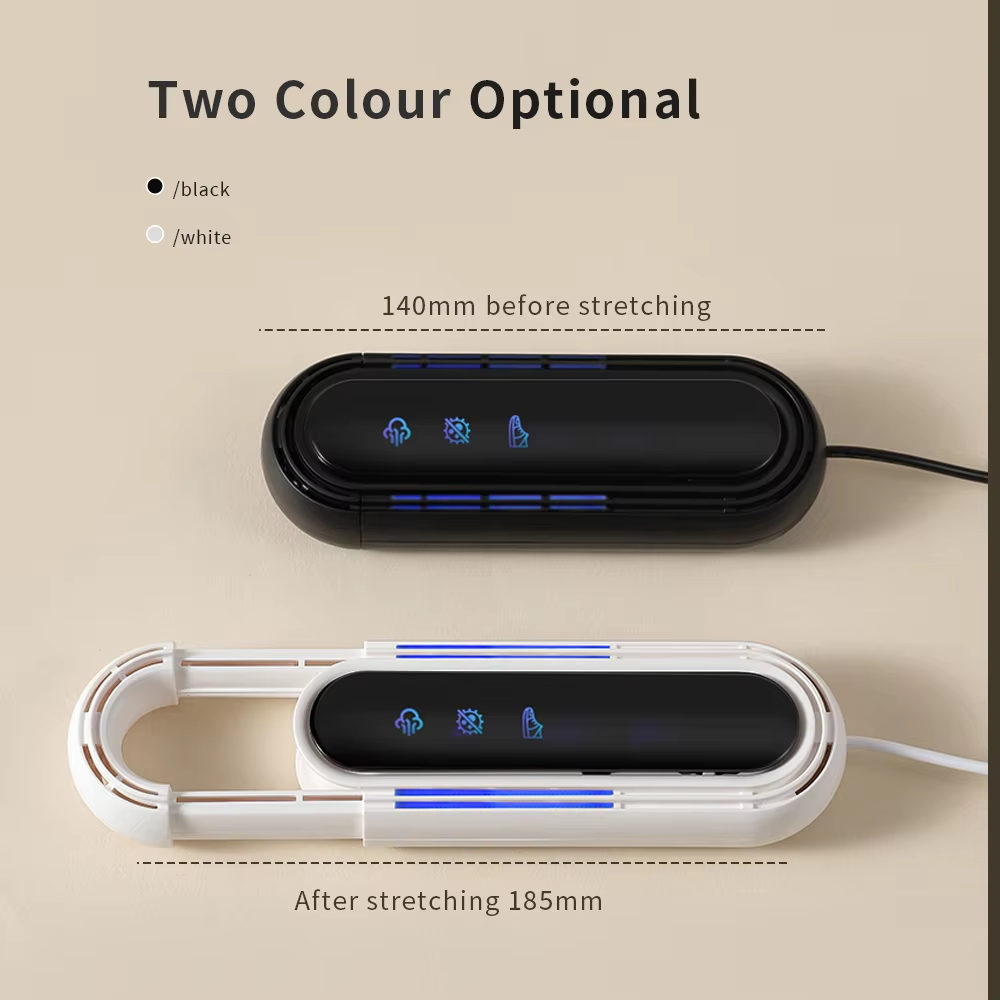 Two Colour Optional
/black
/white
140mm before stretching
After stretching 185mm